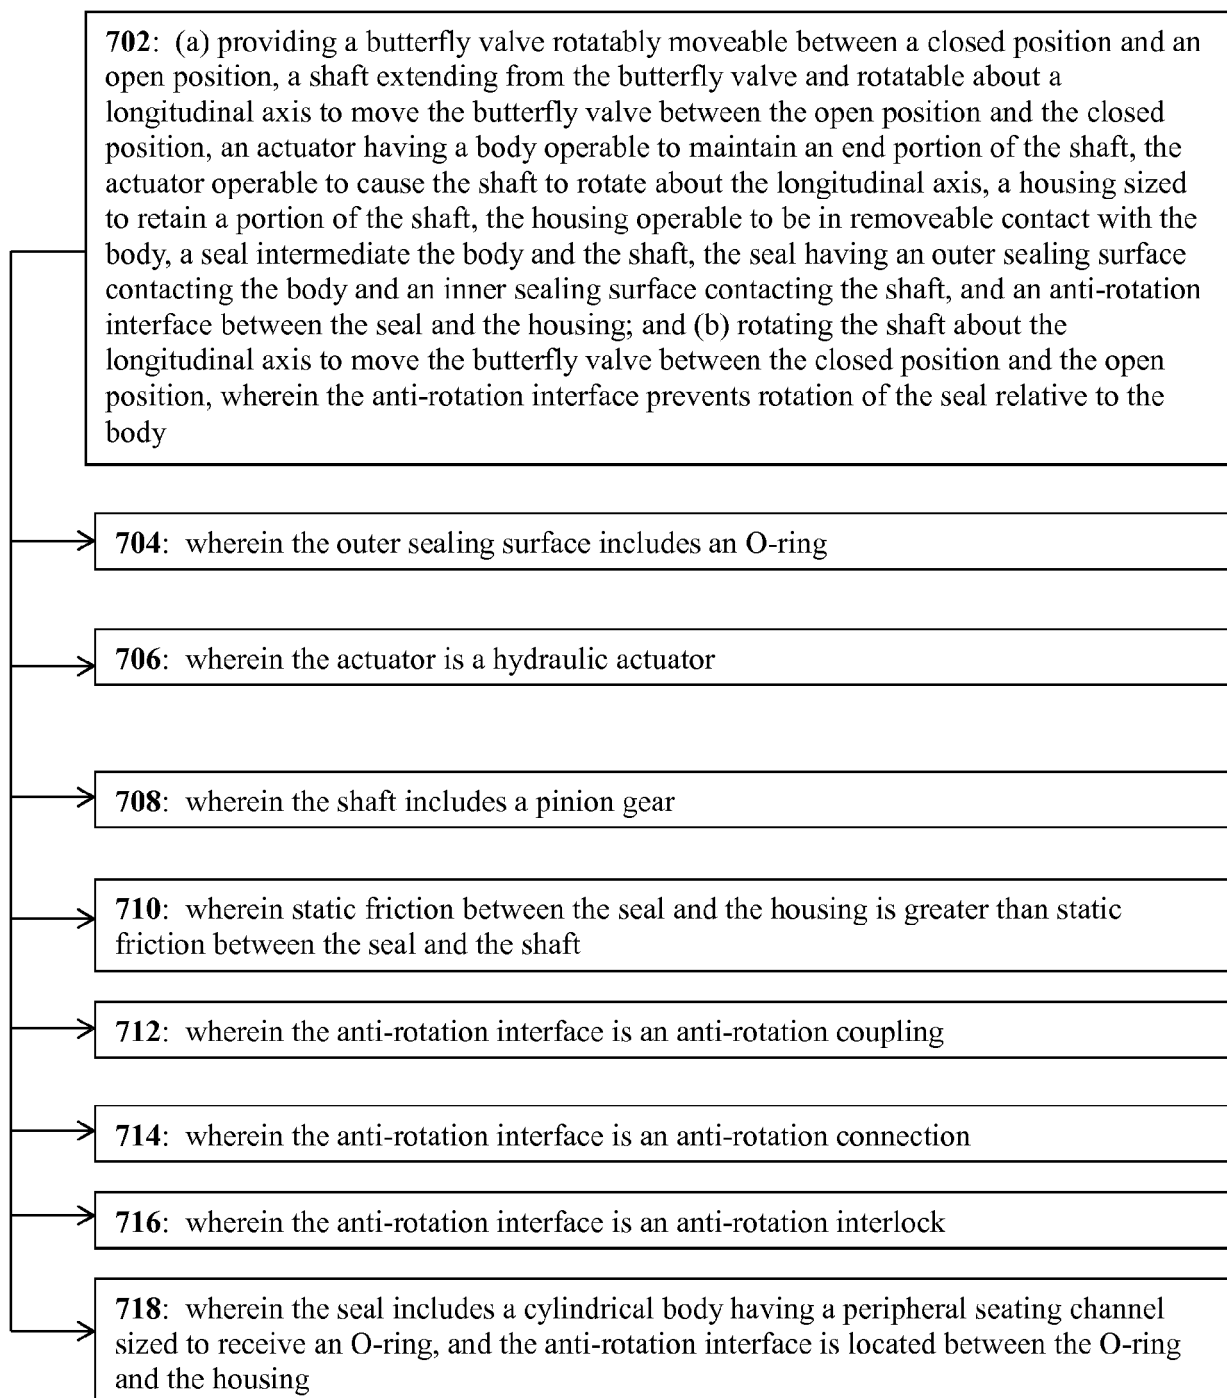 702:  (a) providing a butterfly valve rotatably moveable between a closed position and an
open position, a shaft extending from the butterfly valve and rotatable about a
longitudinal axis to move the butterfly valve between the open position and the closed
position, an actuator having a body operable to maintain an end portion of the shaft, the
actuator operable to cause the shaft to rotate about the longitudinal axis, a housing sized
to retain a portion of the shaft, the housing operable to be in removeable contact with the
body, a seal intermediate the body and the shaft, the seal having an outer sealing surface
contacting the body and an inner sealing surface contacting the shaft, and an anti-rotation
interface between the seal and the housing; and (b) rotating the shaft about the
longitudinal axis to move the butterfly valve between the closed position and the open
position, wherein the anti-rotation interface prevents rotation of the seal relative to the
body
704:  wherein the outer sealing surface includes an O-ring
706:  wherein the actuator is a hydraulic actuator
708:  wherein the shaft includes a pinion gear
710:  wherein static friction between the seal and the housing is greater than static
friction between the seal and the shaft
712:  wherein the anti-rotation interface is an anti-rotation coupling
714:  wherein the anti-rotation interface is an anti-rotation connection
716:  wherein the anti-rotation interface is an anti-rotation interlock
718:  wherein the seal includes a cylindrical body having a peripheral seating channel
sized to receive an O-ring, and the anti-rotation interface is located between the O-ring
and the housing